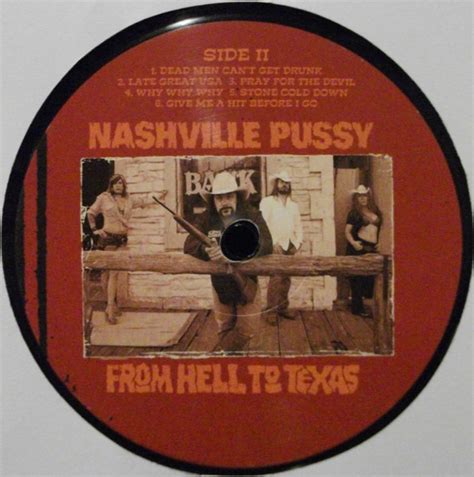 SIDE II
1. DEAD MEN CAN'T GET DRUNK
2. LATE GREAT USA 3. PRAY FOR THE DEVIL
4. WHY WHY WHY 5. STONE COLD DOWN
6. GIVE ME A HIT BEFORE I GO
NASHVILLE PUSSY
BANK
FROM HELL TO TEXAS